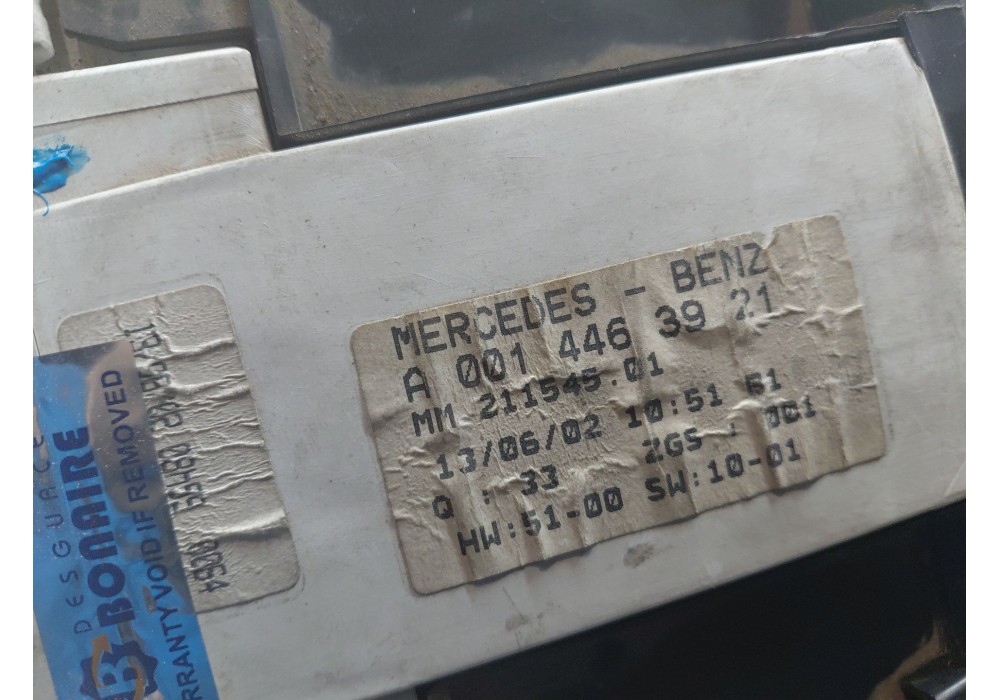 MERCEDES - BENZ
A 001 446 39 21
MM 211545.01
13/06/02 10:51 61
Q : 33 ZGS : 001
HW:51-00 SW:10-01
DESGUACE
BONAIRE
RRANTY VOID IF REMOVED